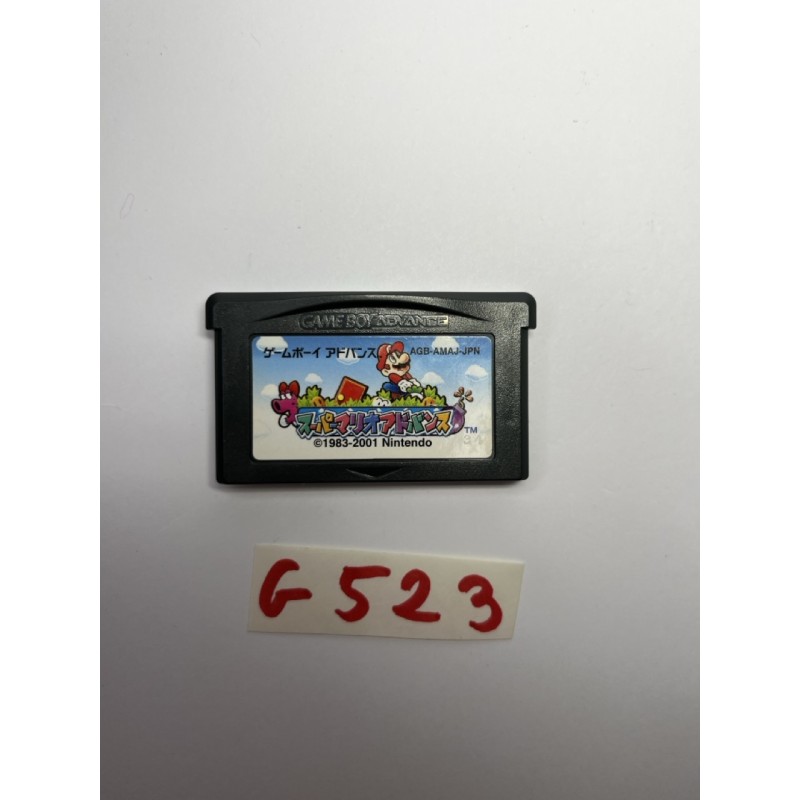 GAME BOY ADVANCE
ゲームボーイ アドバンス AGB-AMAJ-JPN
スーパーマリオアドバンス TM
34
©1983-2001 Nintendo
G523